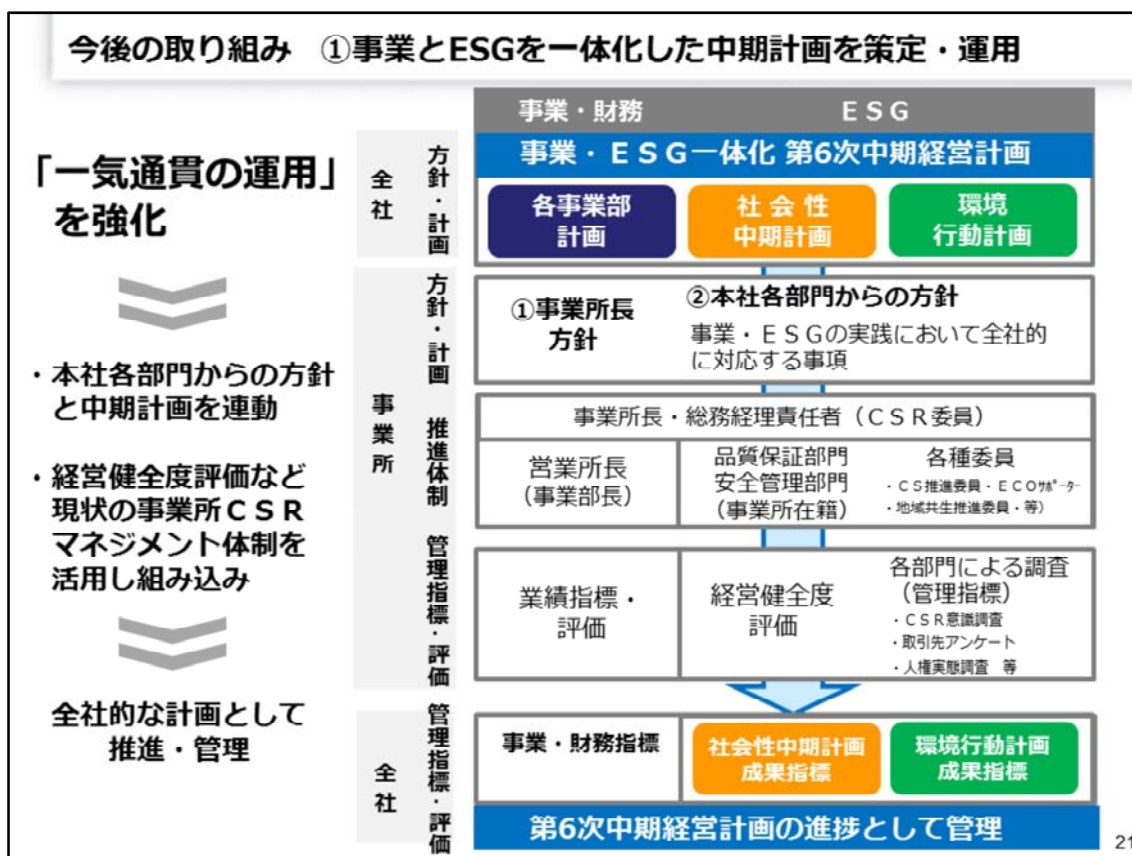 今後の取り組み ①事業とESGを一体化した中期計画を策定・運用
「一気通貫の運用」
を強化
・本社各部門からの方針
と中期計画を連動
・経営健全度評価など
現状の事業所CSR
マネジメント体制を
活用し組み込み
全社的な計画として
推進・管理
事業・財務
ESG
全社
方針・計画
事業・ESG一体化 第6次中期経営計画
各事業部
計画
社会性
中期計画
環境
行動計画
事業所
方針・計画
①事業所長
方針
②本社各部門からの方針
事業・ESGの実践において全社的
に対応する事項
推進体制
事業所長・総務経理責任者(CSR委員)
営業所長
(事業部長)
品質保証部門
安全管理部門
(事業所在籍)
各種委員
・CS推進委員・ECOサポーター
・地域共生推進委員・等)
管理指標・評価
業績指標・
評価
経営健全度
評価
各部門による調査
(管理指標)
・CSR意識調査
・取引先アンケート
・人権実態調査 等
全社
管理指標・評価
事業・財務指標
社会性中期計画
成果指標
環境行動計画
成果指標
第6次中期経営計画の進捗として管理
21